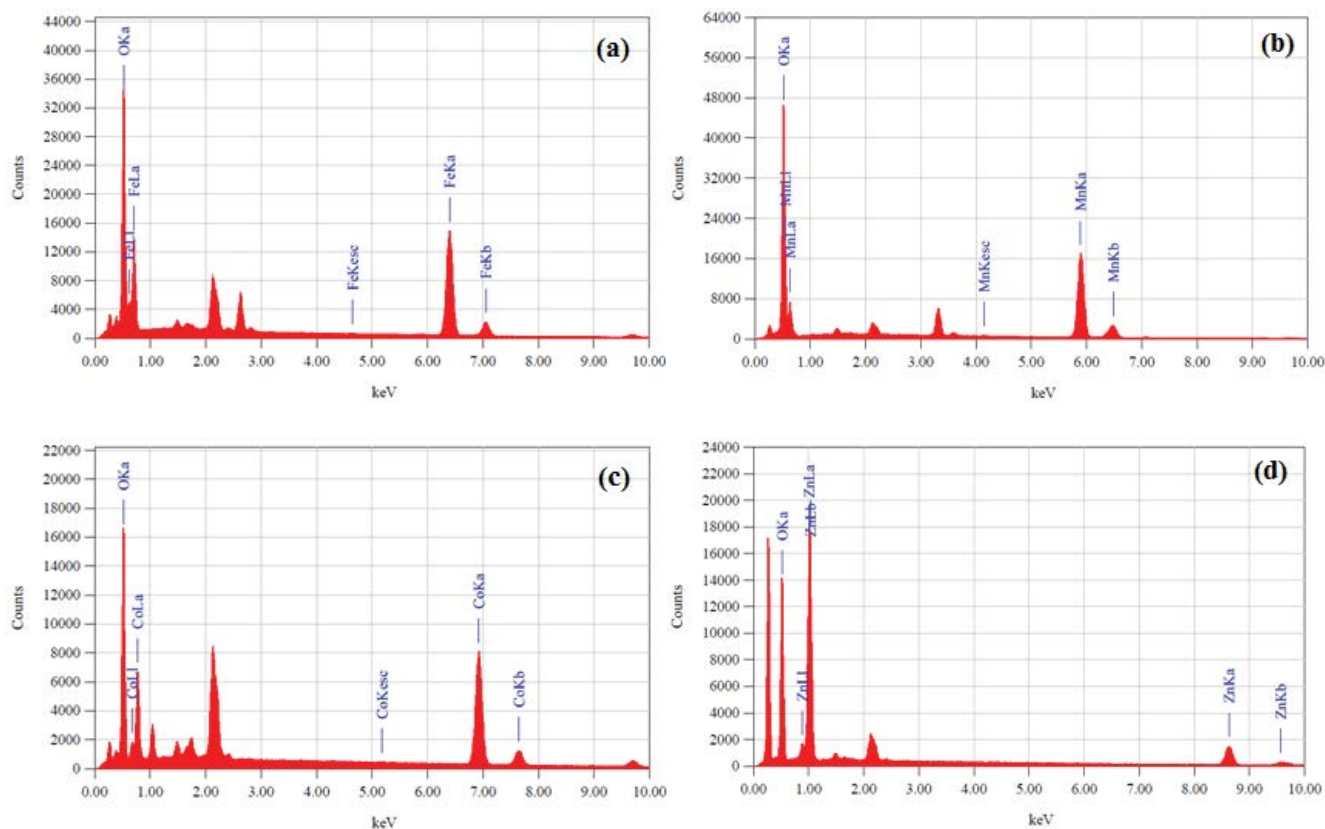 (a)
44000
40000
36000
32000
28000
24000
20000
16000
12000
8000
4000
0
Counts
OKa
FeLl
FeLa
FeKesc
FeKa
FeKb
0.00 1.00 2.00 3.00 4.00 5.00 6.00 7.00 8.00 9.00 10.00
keV
(b)
64000
56000
48000
40000
32000
24000
16000
8000
0
Counts
OKa
MnLl
MnLa
MnKesc
MnKa
MnKb
0.00 1.00 2.00 3.00 4.00 5.00 6.00 7.00 8.00 9.00 10.00
keV
(c)
22000
20000
18000
16000
14000
12000
10000
8000
6000
4000
2000
0
Counts
OKa
CoLl
CoLa
CoKesc
CoKa
CoKb
0.00 1.00 2.00 3.00 4.00 5.00 6.00 7.00 8.00 9.00 10.00
keV
(d)
24000
22000
20000
18000
16000
14000
12000
10000
8000
6000
4000
2000
0
Counts
OKa
ZnLl
ZnLb ZnLa
ZnKa
ZnKb
0.00 1.00 2.00 3.00 4.00 5.00 6.00 7.00 8.00 9.00 10.00
keV